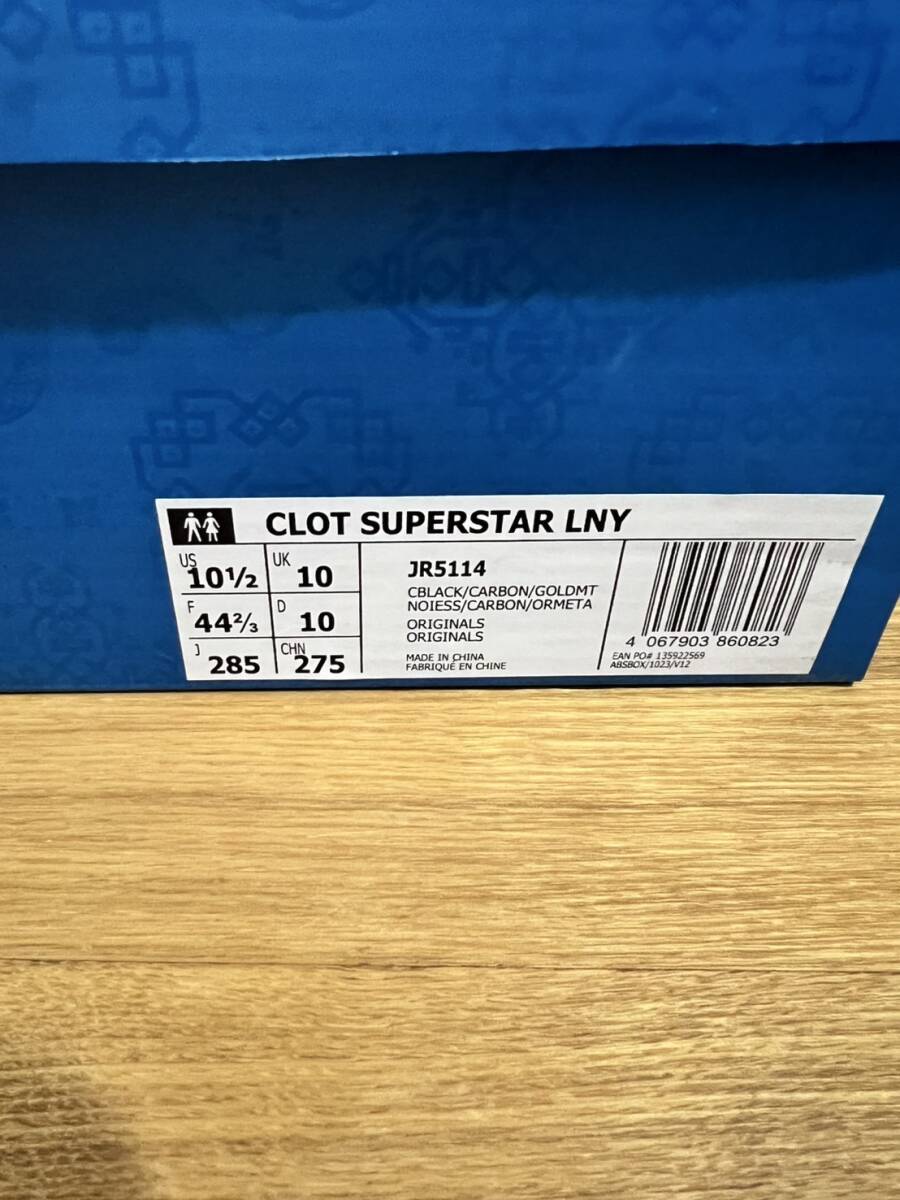 CLOT SUPERSTAR LNY
US 10½ UK 10
F 44⅔ D 10
J 285 CHN 275
JR5114
CBLACK/CARBON/GOLDMT
NOIESS/CARBON/ORMETA
ORIGINALS
ORIGINALS
MADE IN CHINA
FABRIQUÉ EN CHINE
4 067903 860823
EAN PO# 135922569
ABSBOX/1023/V12